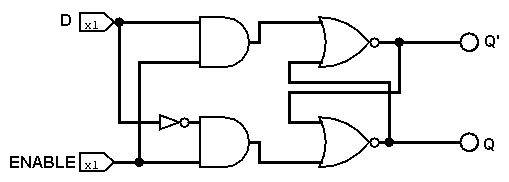 D x1
Q'
ENABLE x1
Q